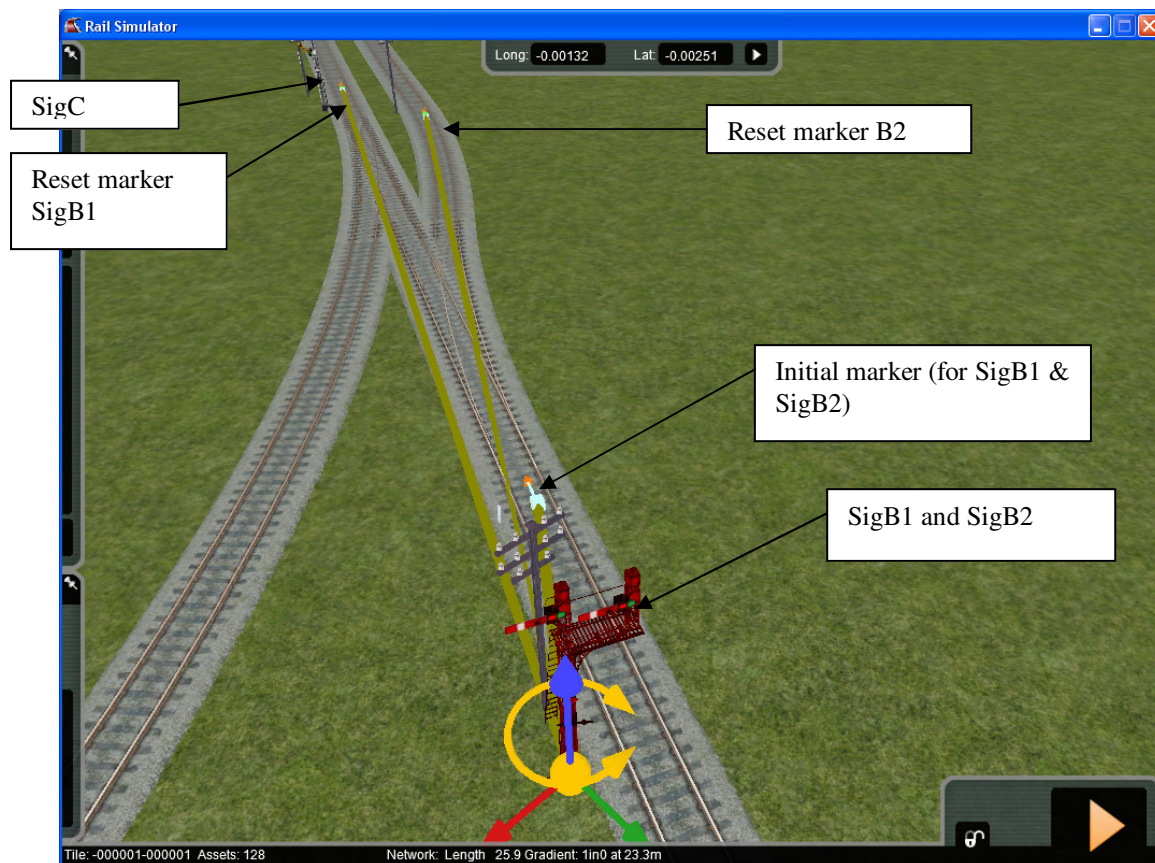 Rail Simulator
Long: -0.00132 Lat: -0.00251
SigC
Reset marker B2
Reset marker
SigB1
Initial marker (for SigB1 &
SigB2)
SigB1 and SigB2
Tile: -000001-000001 Assets: 128 Network: Length 25.9 Gradient: 1in0 at 23.3m